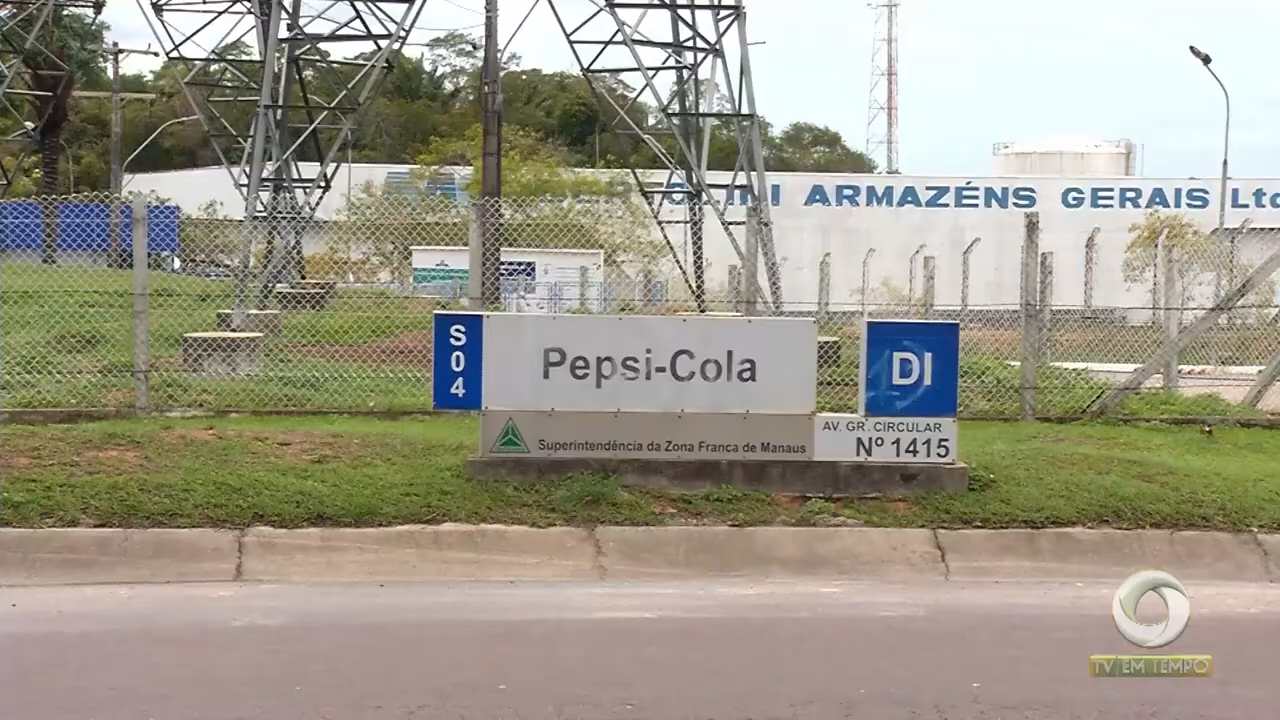 ARMAZÉNS GERAIS Ltd
S04
Pepsi-Cola
DI
Superintendência da Zona Franca de Manaus
AV. GR. CIRCULAR
Nº 1415
TV EM TEMPO